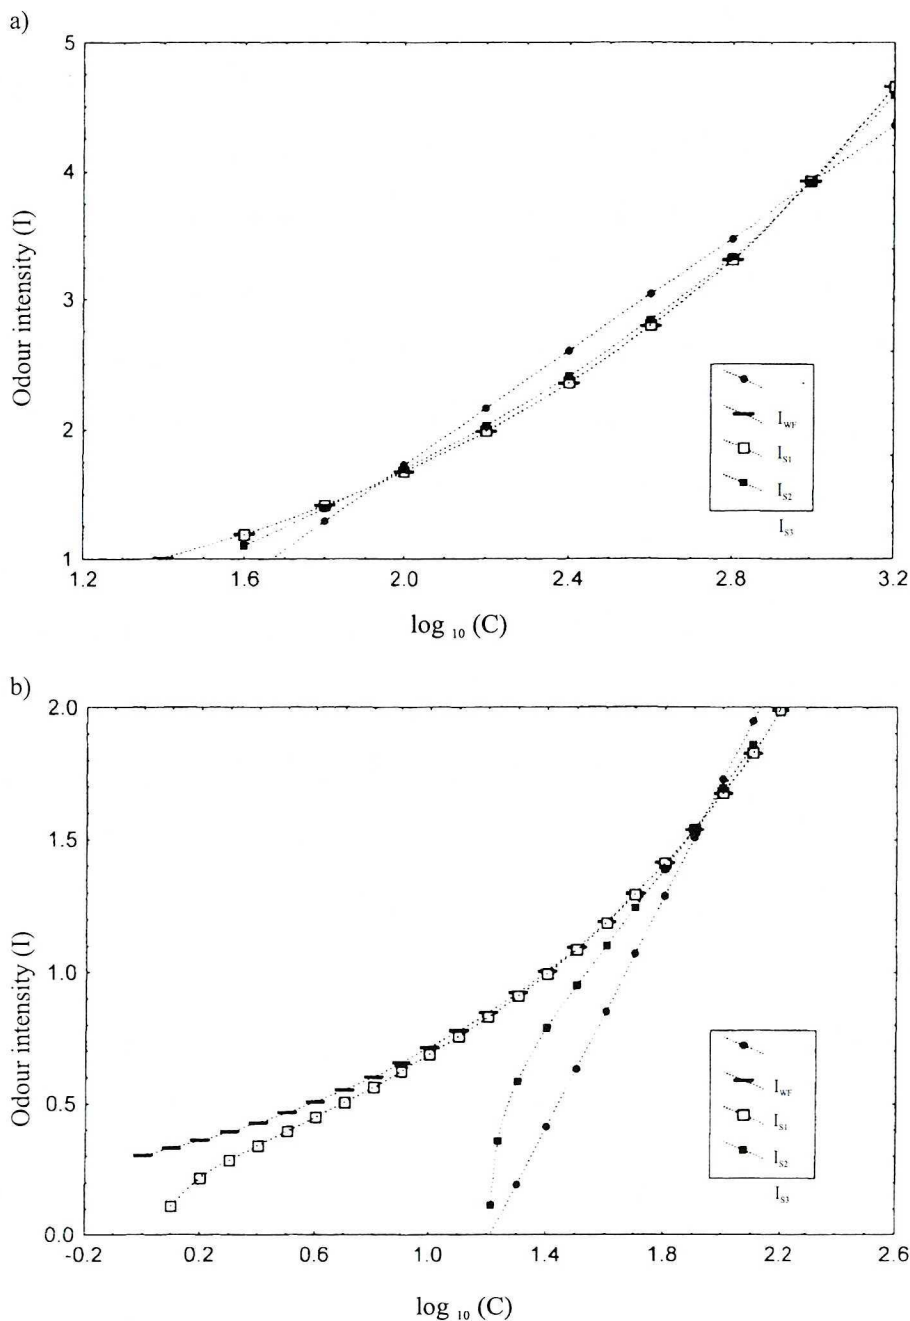 a)
5
4
3
2
1
Odour intensity (I)
1.2
1.6
2.0
2.4
2.8
3.2
log 10 (C)
I WF
I S1
I S2
I S3
b)
2.0
1.5
1.0
0.5
0.0
Odour intensity (I)
-0.2
0.2
0.6
1.0
1.4
1.8
2.2
2.6
log 10 (C)
I WF
I S1
I S2
I S3